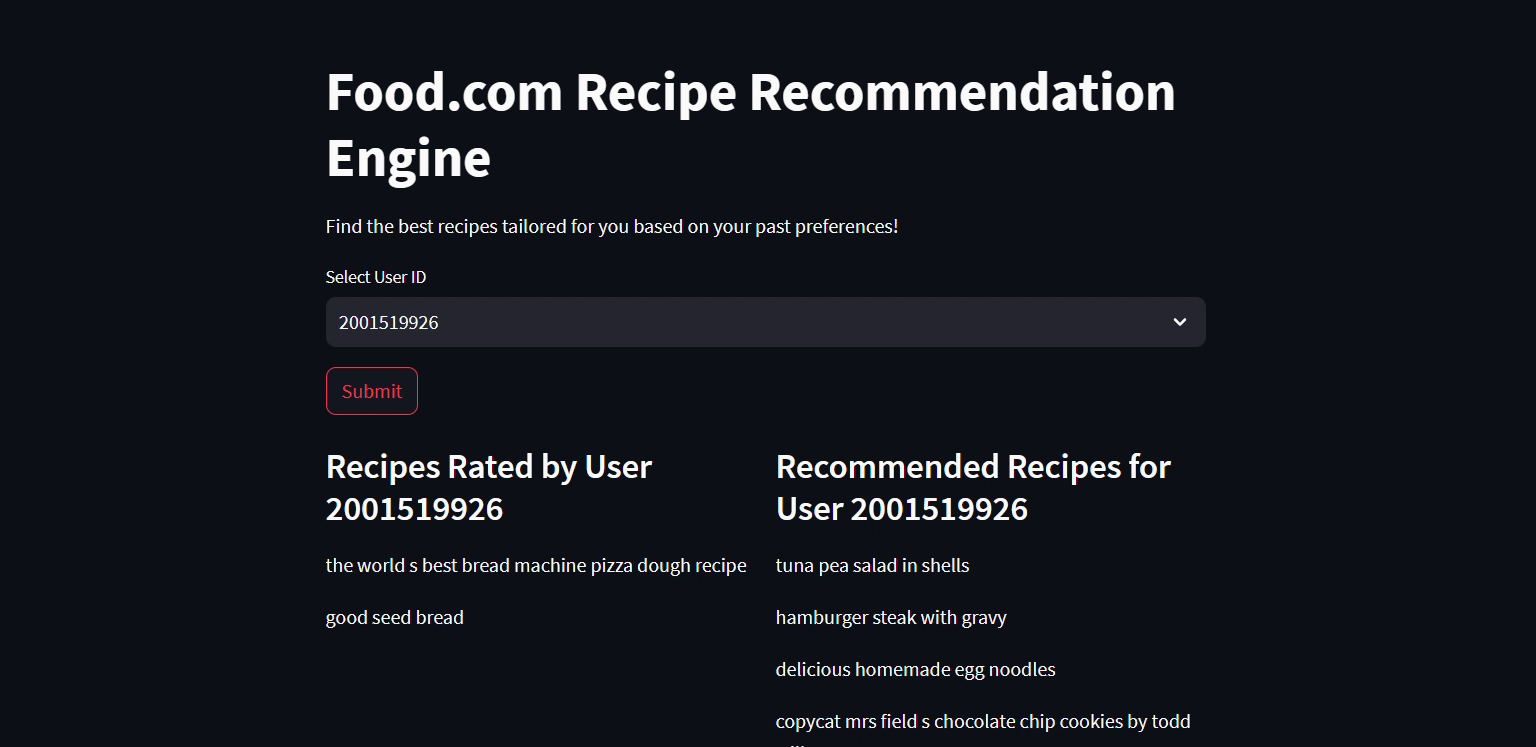 Food.com Recipe Recommendation
Engine
Find the best recipes tailored for you based on your past preferences!
Select User ID
2001519926
Submit
Recipes Rated by User
2001519926
the world s best bread machine pizza dough recipe
good seed bread
Recommended Recipes for
User 2001519926
tuna pea salad in shells
hamburger steak with gravy
delicious homemade egg noodles
copycat mrs field s chocolate chip cookies by todd